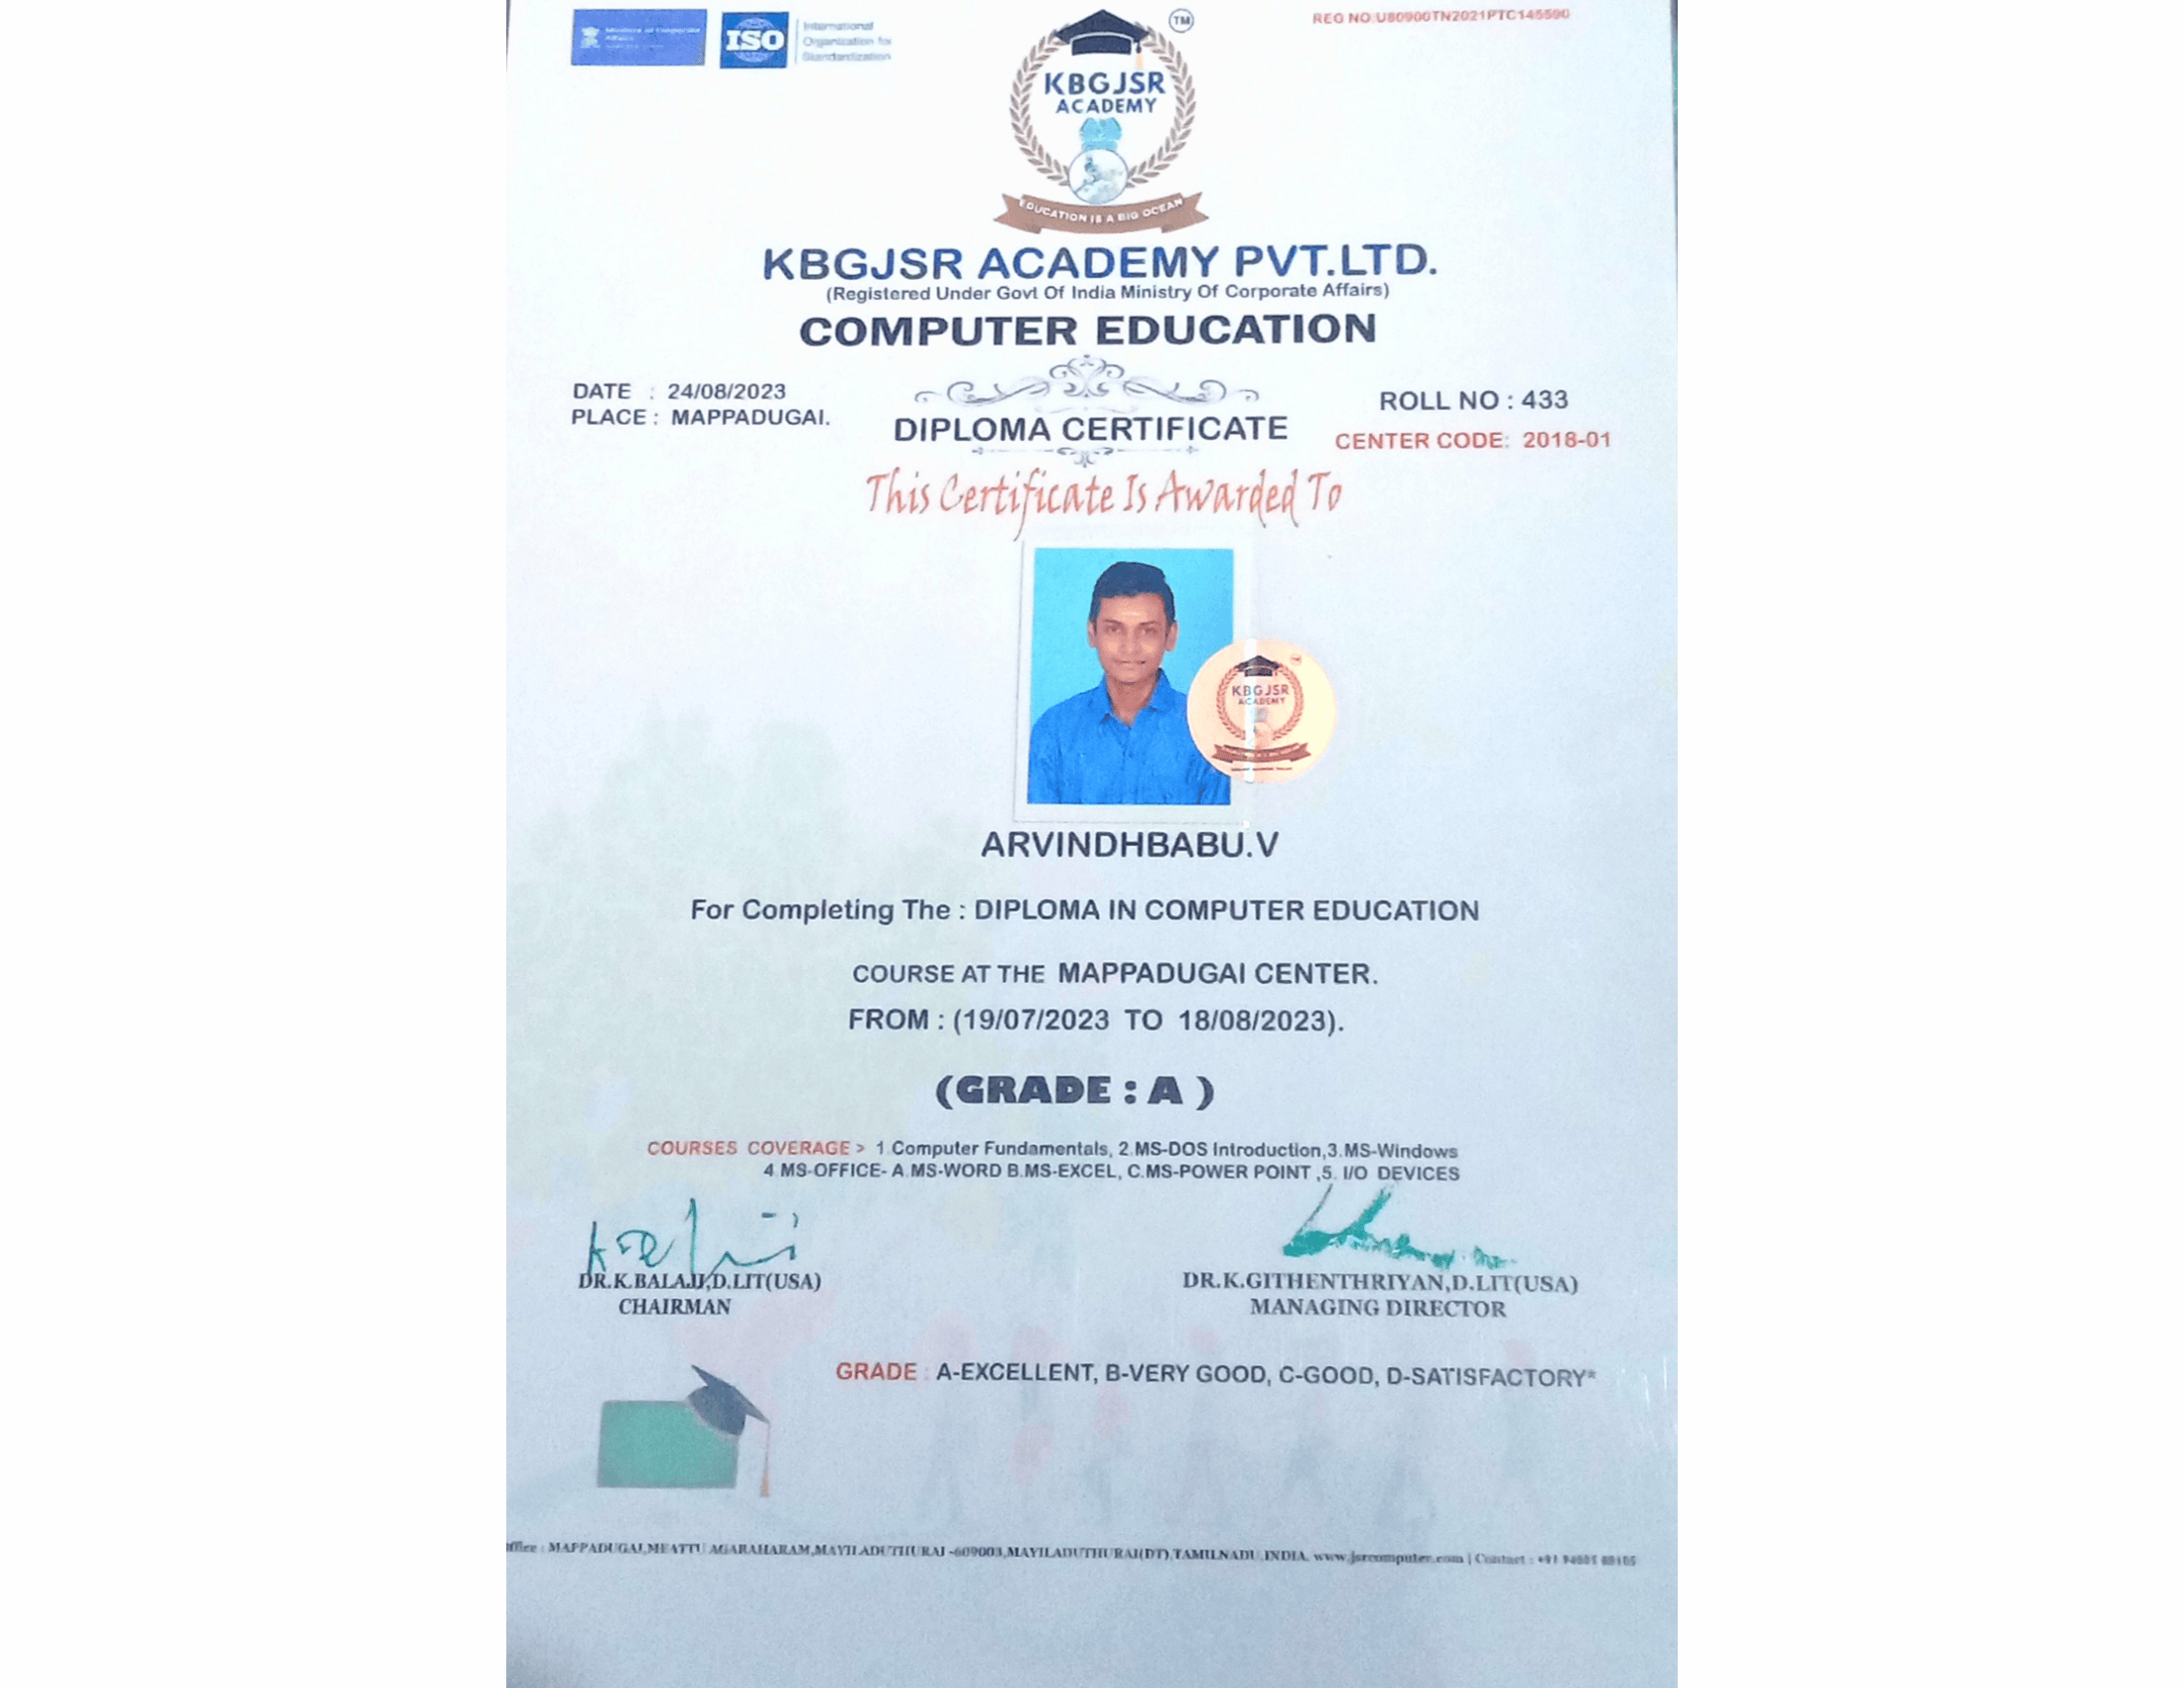 Ministry of Corporate
Affairs
ISO
International
Organization for
Standardization
TM
REG NO:U80900TN2021PTC145590
KBGJSR
ACADEMY
EDUCATION IS A BIG OCEAN
KBGJSR ACADEMY PVT.LTD.
(Registered Under Govt Of India Ministry Of Corporate Affairs)
COMPUTER EDUCATION
DATE : 24/08/2023
PLACE : MAPPADUGAI.
DIPLOMA CERTIFICATE
ROLL NO : 433
CENTER CODE: 2018-01
This Certificate Is Awarded To
KBGJSR
ACADEMY
ARVINDHBABU.V
For Completing The : DIPLOMA IN COMPUTER EDUCATION
COURSE AT THE MAPPADUGAI CENTER.
FROM : (19/07/2023 TO 18/08/2023).
(GRADE : A )
COURSES COVERAGE > 1.Computer Fundamentals, 2.MS-DOS Introduction,3.MS-Windows
4.MS-OFFICE- A.MS-WORD B.MS-EXCEL, C.MS-POWER POINT ,5. I/O DEVICES
DR.K.BALAJI,D.LIT(USA)
CHAIRMAN
DR.K.GITHENTHRIYAN,D.LIT(USA)
MANAGING DIRECTOR
GRADE : A-EXCELLENT, B-VERY GOOD, C-GOOD, D-SATISFACTORY*
: MAPPADUGAI,MEATTU AGARAHARAM,MAYILADUTHURAI -609003,MAYILADUTHURAI(DT),TAMILNADU,INDIA. www.jsrcomputer.com | Contact : +91